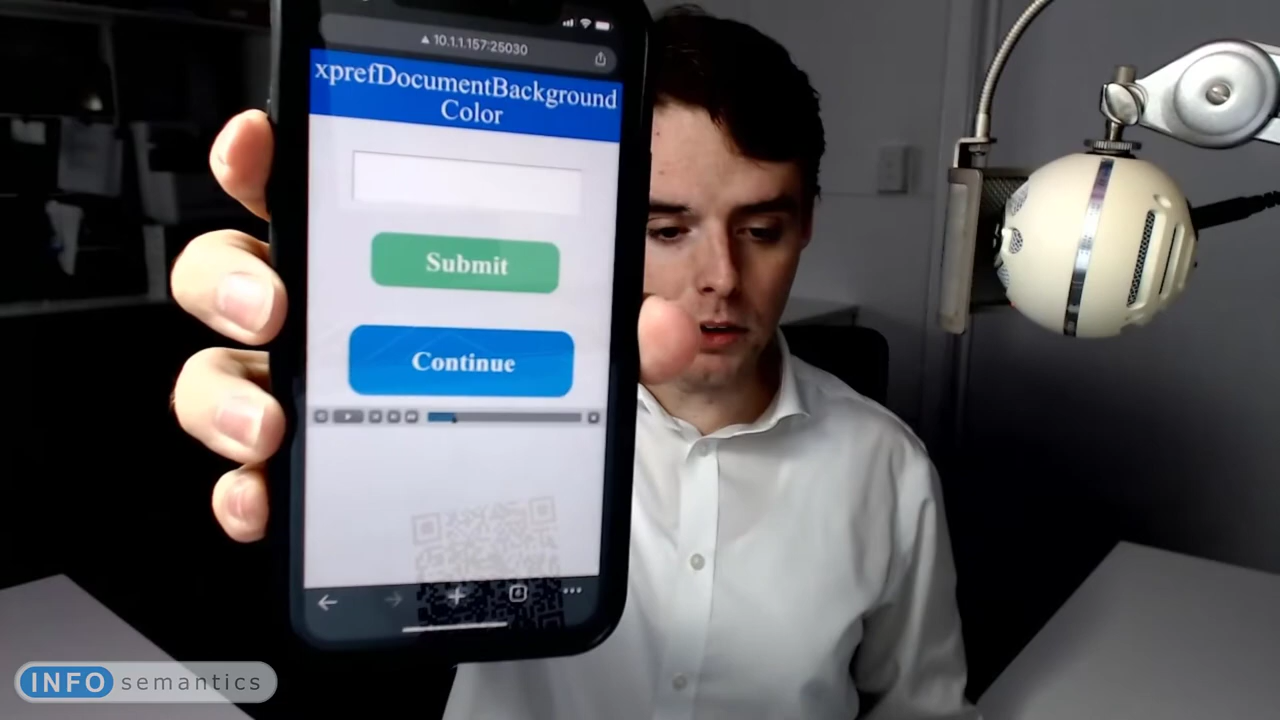 10.1.1.157:25030
xprefDocumentBackground
Color
Submit
Continue
INFO semantics